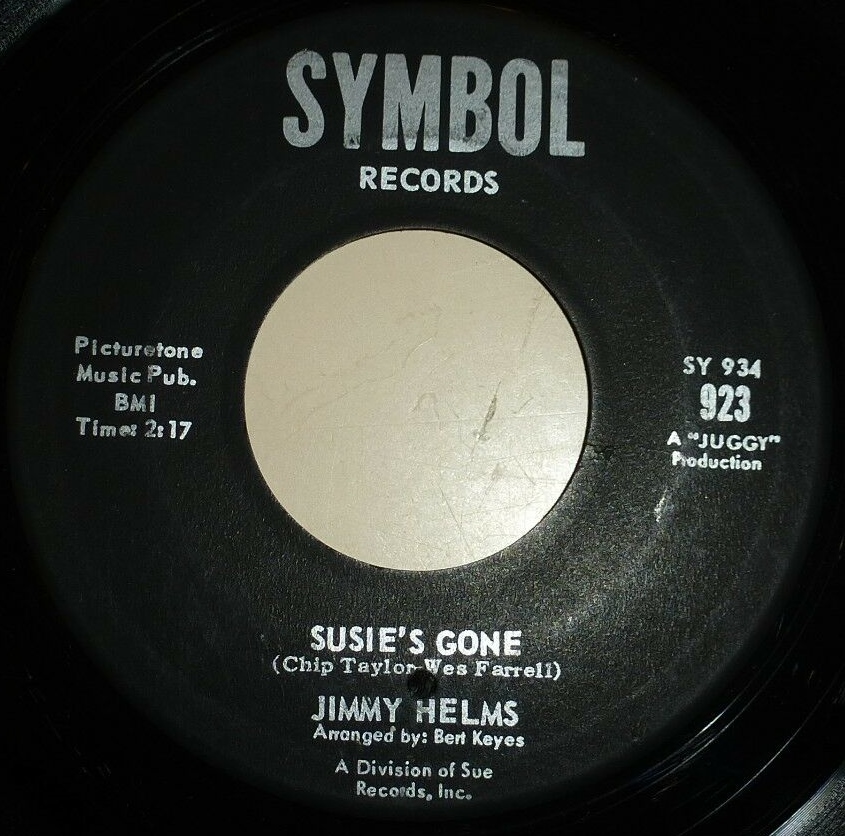 SYMBOL
RECORDS
Picturetone
Music Pub.
BMI
Time: 2:17
SY 934
923
A "JUGGY"
Production
SUSIE'S GONE
(Chip Taylor-Wes Farrell)
JIMMY HELMS
Arranged by: Bert Keyes
A Division of Sue
Records, Inc.